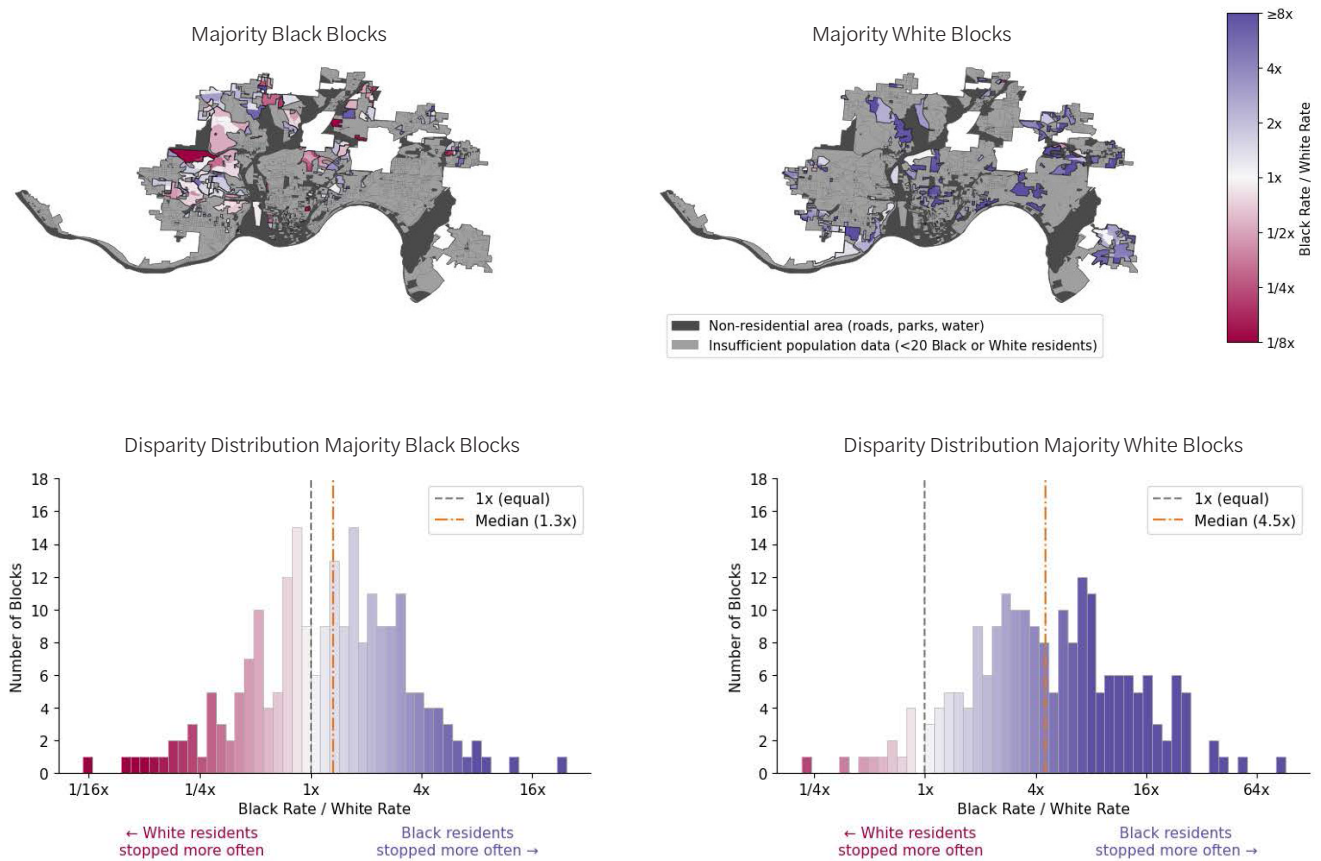 Majority Black Blocks
Majority White Blocks
≥8x
4x
2x
1x
1/2x
1/4x
1/8x
Black Rate / White Rate
Non-residential area (roads, parks, water)
Insufficient population data (<20 Black or White residents)
Disparity Distribution Majority Black Blocks
18
16
14
12
10
8
6
4
2
0
Number of Blocks
1x (equal)
Median (1.3x)
1/16x
1/4x
1x
4x
16x
Black Rate / White Rate
← White residents
stopped more often
Black residents
stopped more often →
Disparity Distribution Majority White Blocks
18
16
14
12
10
8
6
4
2
0
Number of Blocks
1x (equal)
Median (4.5x)
1/4x
1x
4x
16x
64x
Black Rate / White Rate
← White residents
stopped more often
Black residents
stopped more often →